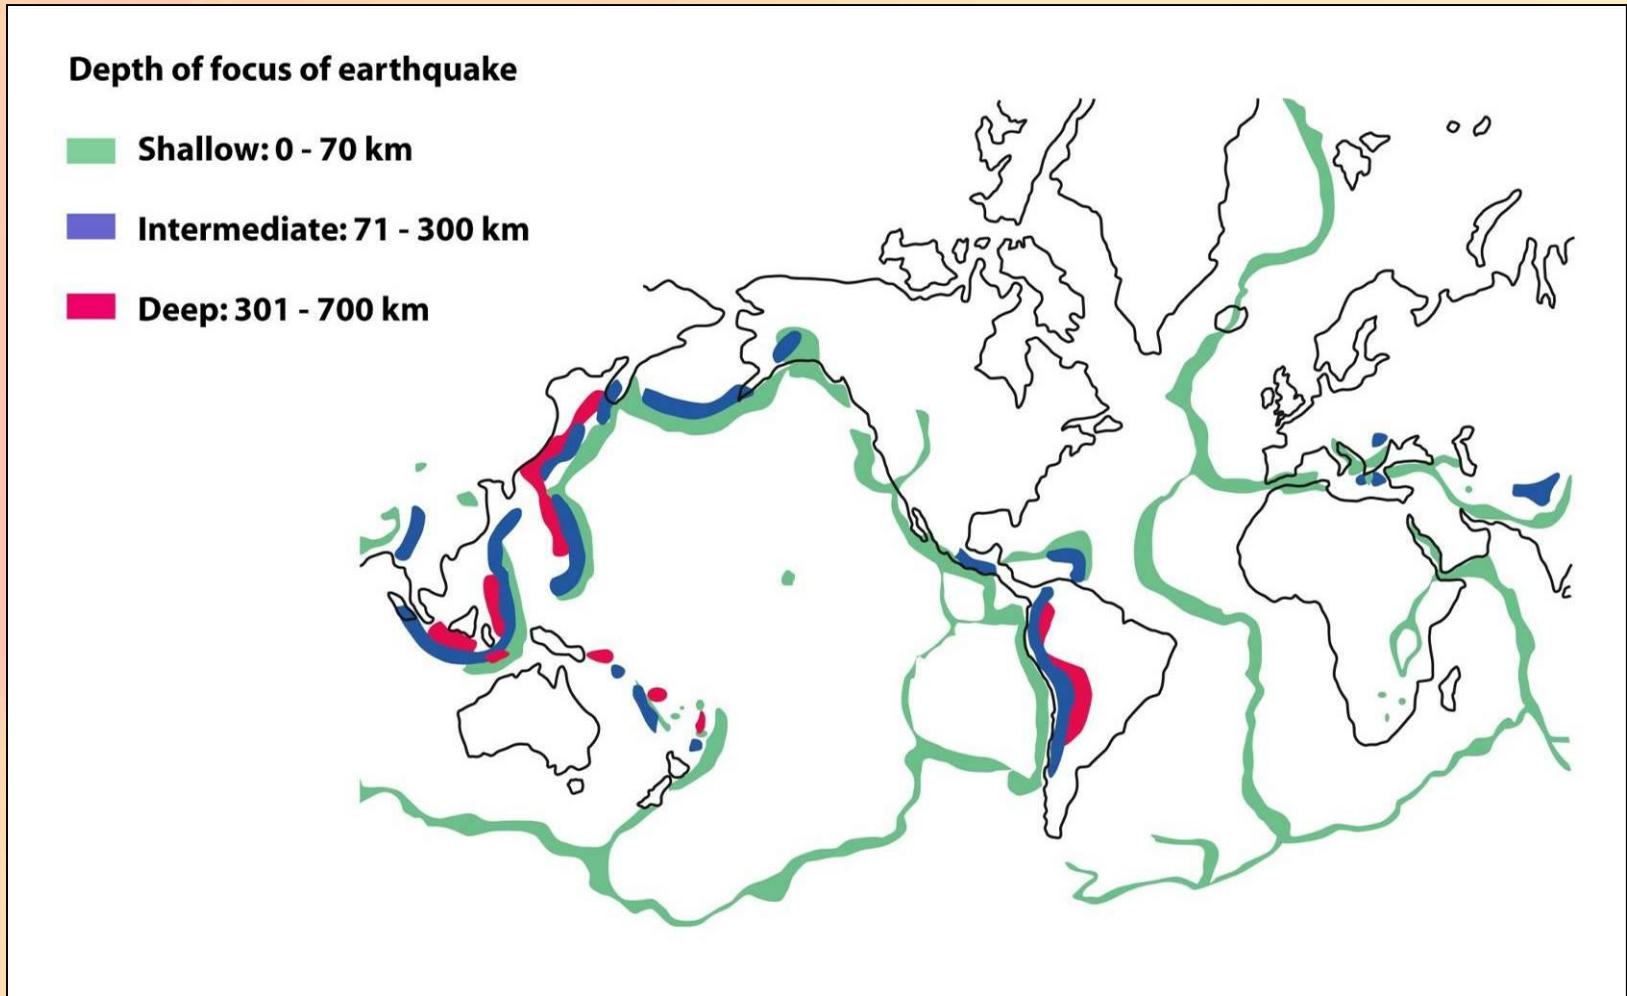 Depth of focus of earthquake
Shallow: 0 - 70 km
Intermediate: 71 - 300 km
Deep: 301 - 700 km